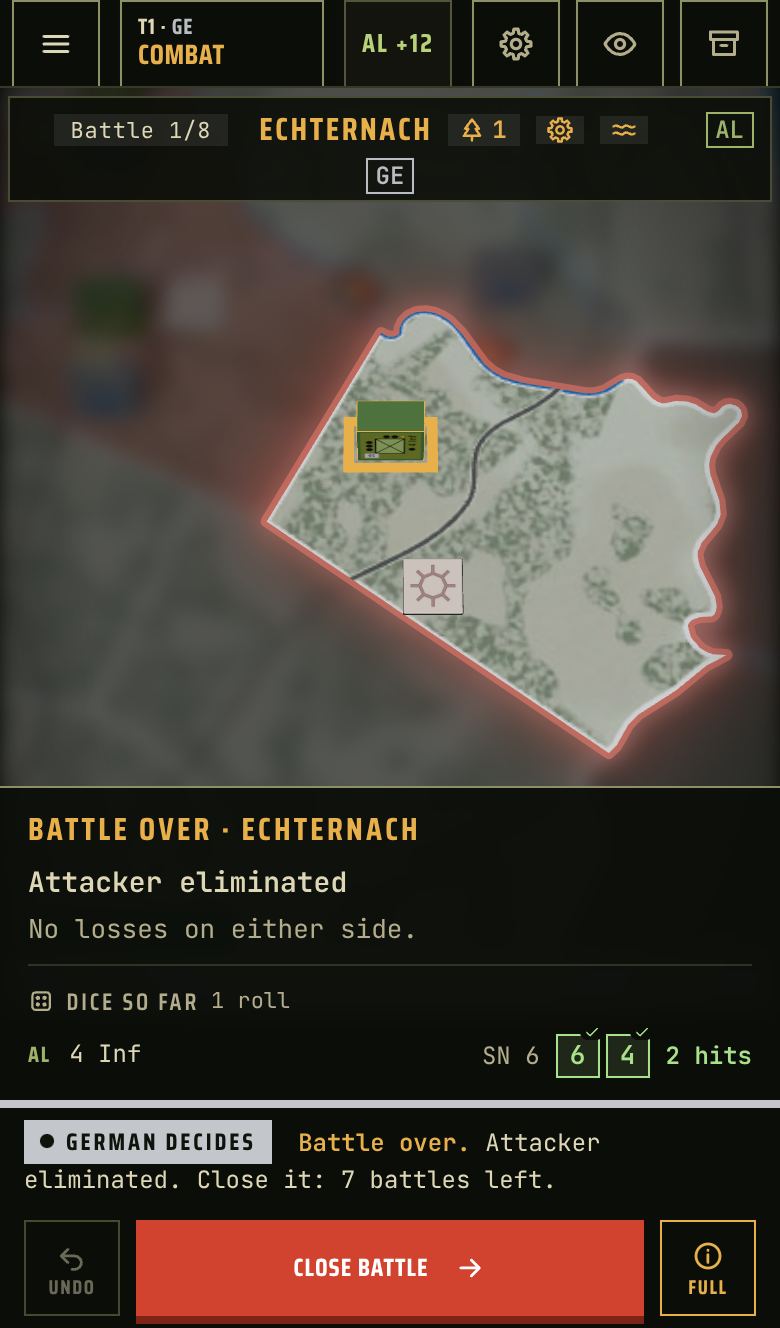 T1 · GE
COMBAT
AL +12
Battle 1/8
ECHTERNACH
1
AL
GE
BATTLE OVER · ECHTERNACH
Attacker eliminated
No losses on either side.
DICE SO FAR 1 roll
AL 4 Inf SN 6 6 4 2 hits
GERMAN DECIDES Battle over. Attacker
eliminated. Close it: 7 battles left.
UNDO
CLOSE BATTLE →
FULL